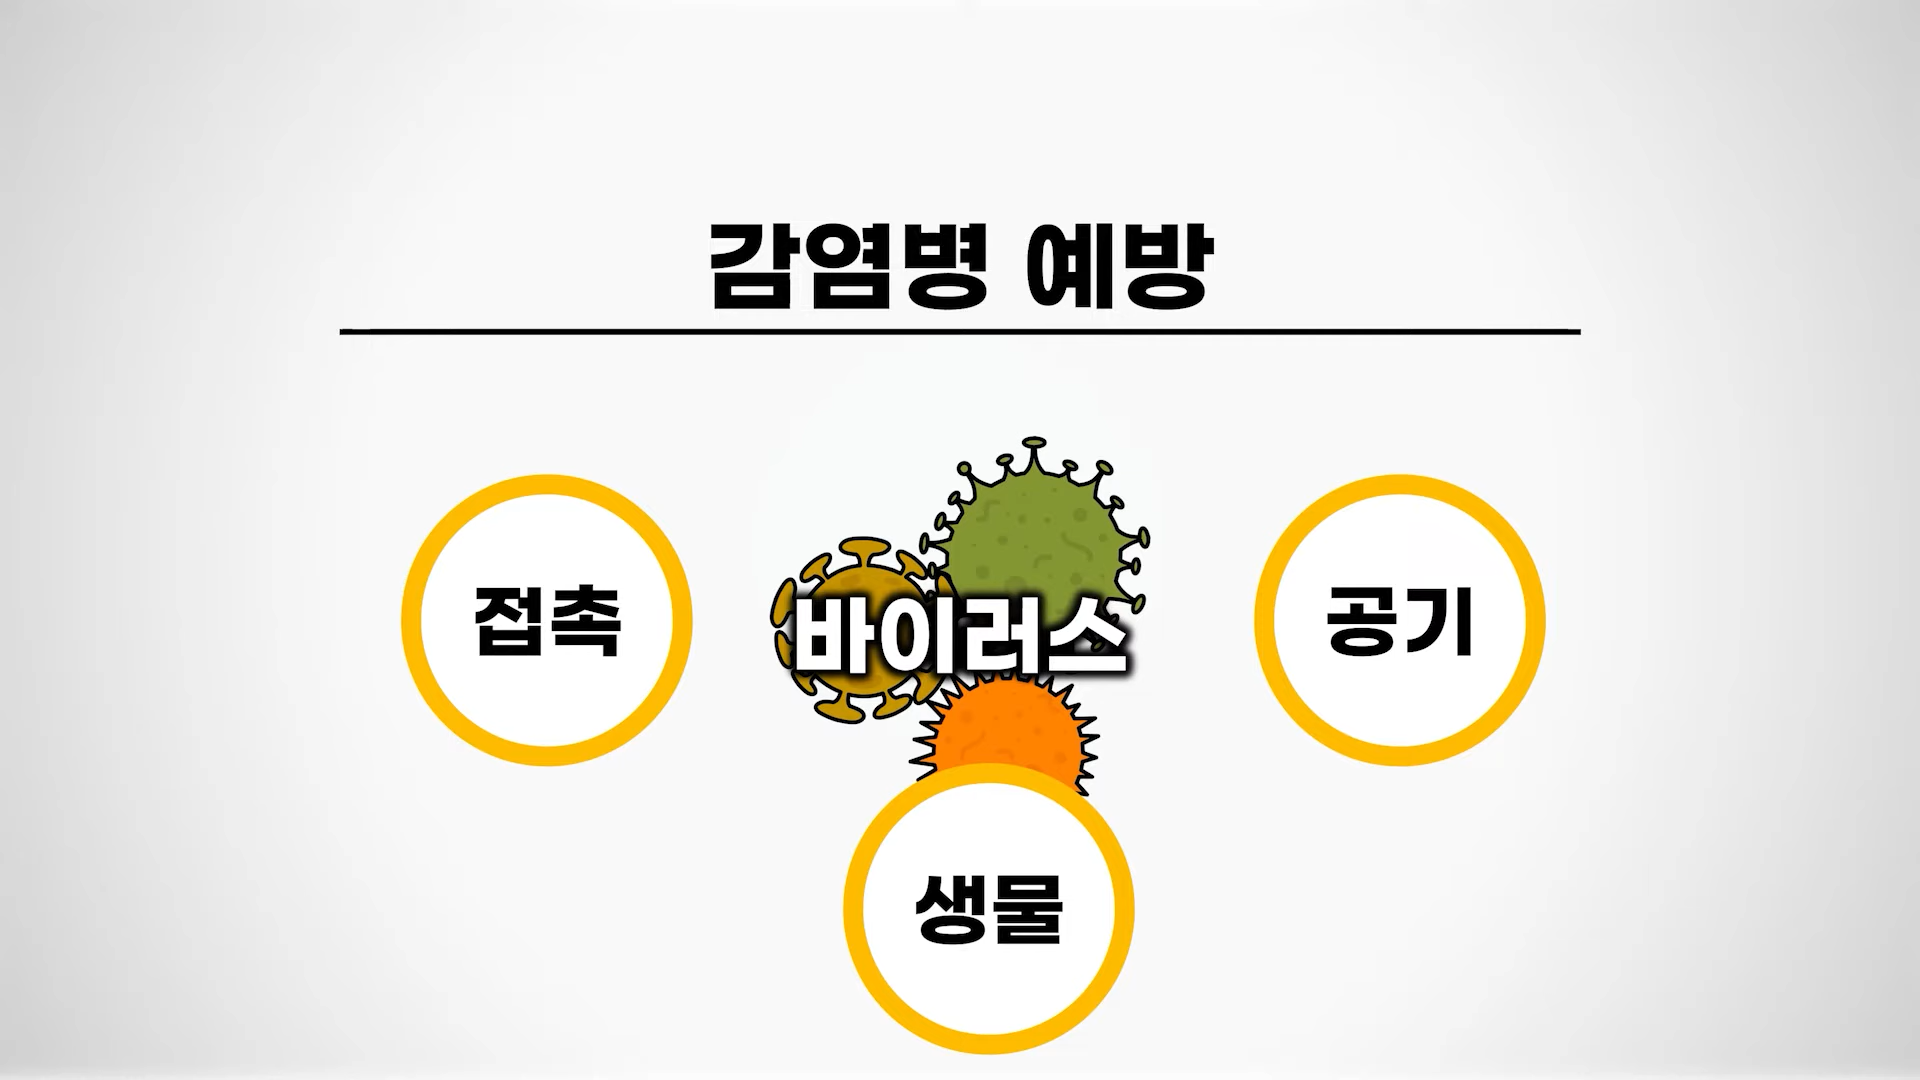 감염병 예방
접촉
바이러스
공기
생물